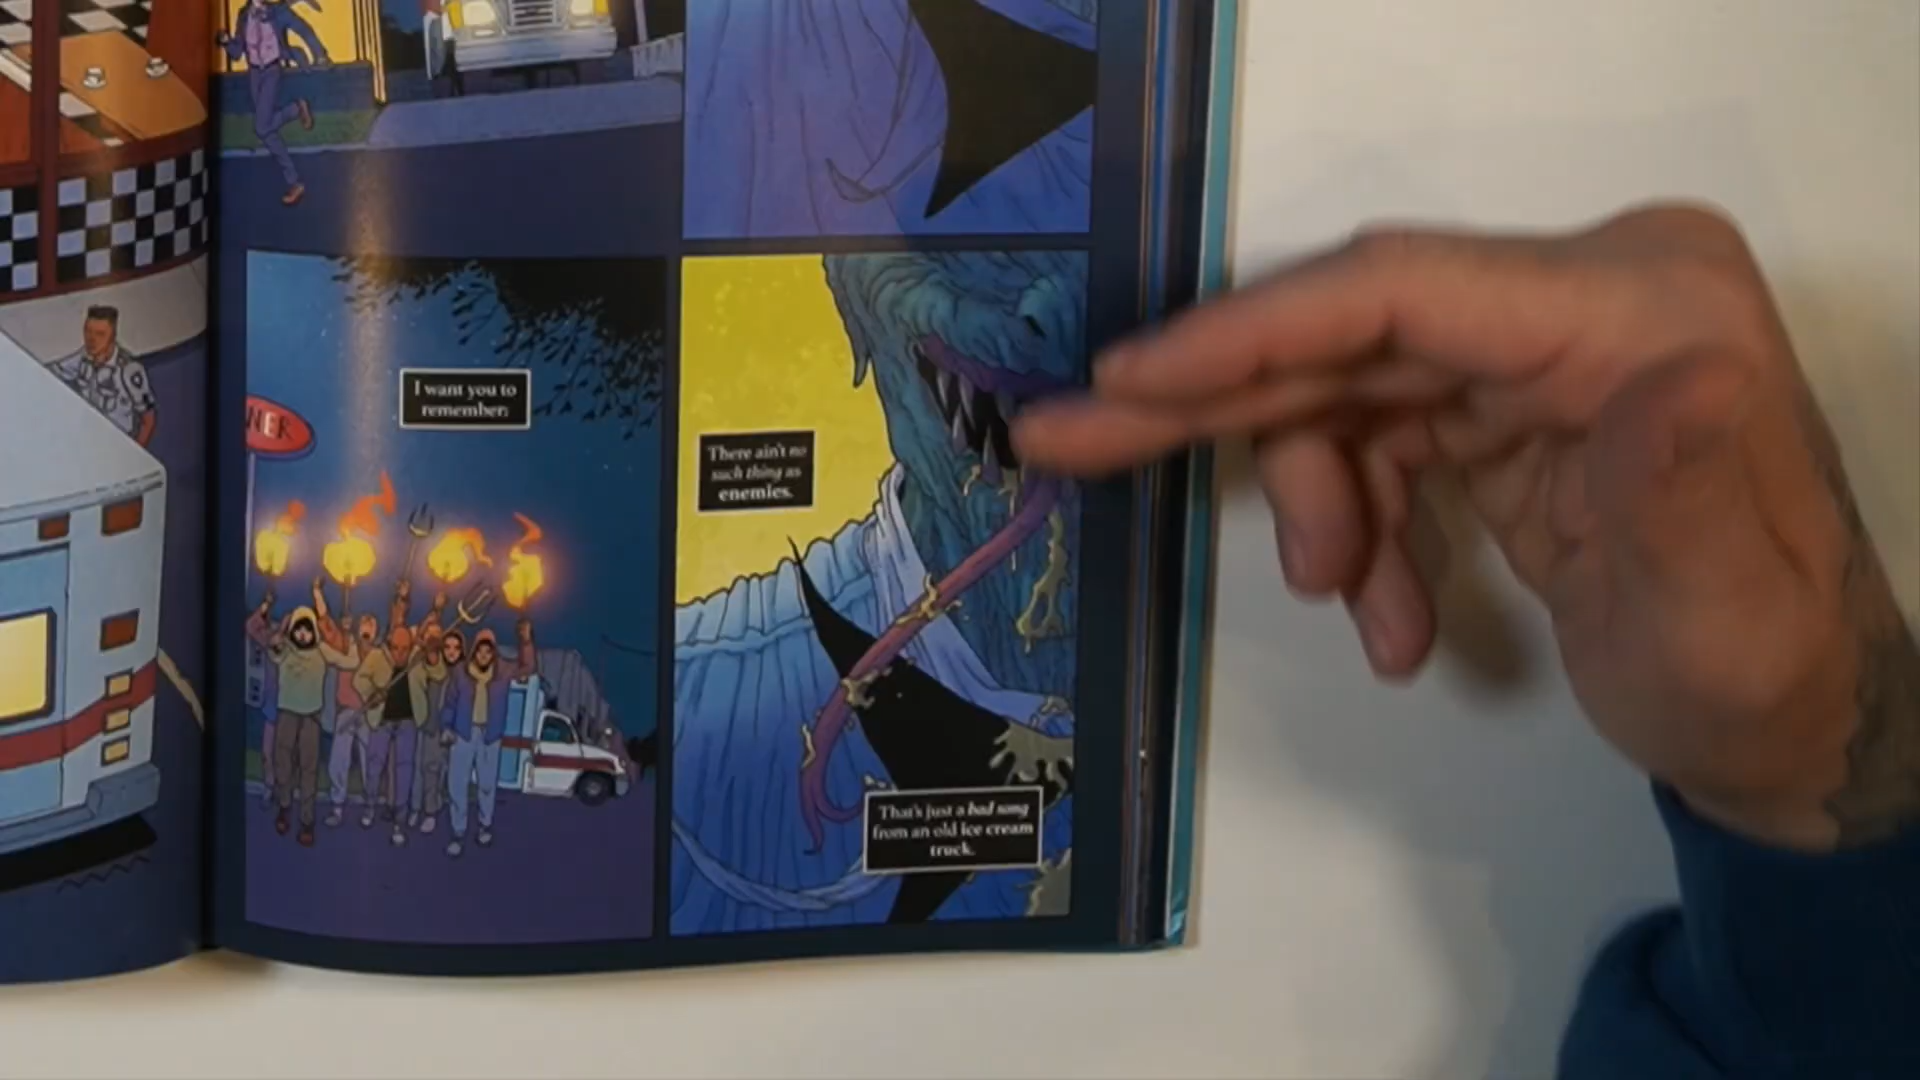 I want you to
remember:
NER
There ain't no
such thing as
enemies.
That's just a bad song
from an old ice cream
truck.